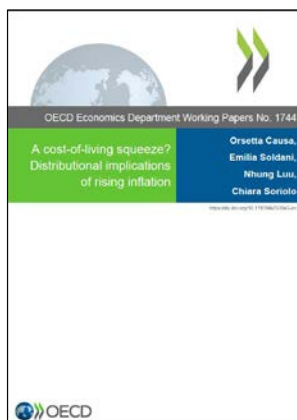 OECD Economics Department Working Papers No. 1744
A cost-of-living squeeze?
Distributional implications
of rising inflation
Orsetta Causa,
Emilia Soldani,
Nhung Luu,
Chiara Soriolo
OECD